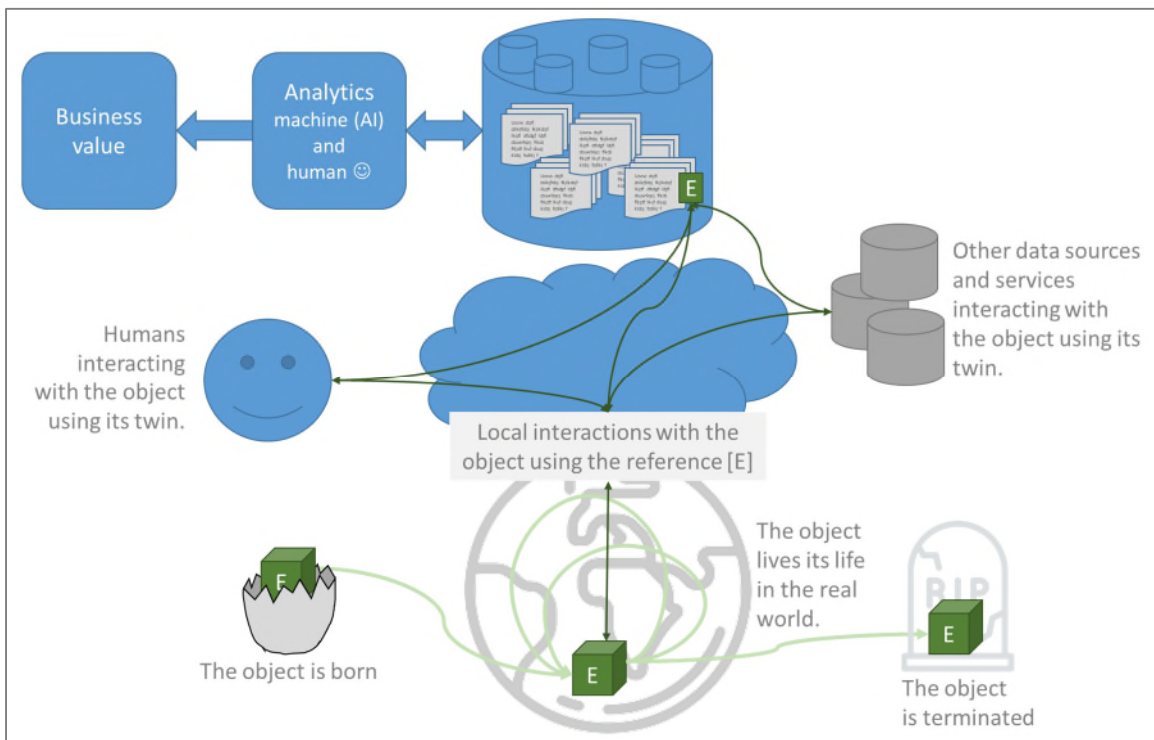 Business
value
Analytics
machine (AI)
and
human ☺
E
Other data sources
and services
interacting with
the object using its
twin.
Humans
interacting
with the object
using its twin.
Local interactions with the
object using the reference [E]
The object
lives its life
in the real
world.
E
The object is born
E
RIP
E
The object
is terminated